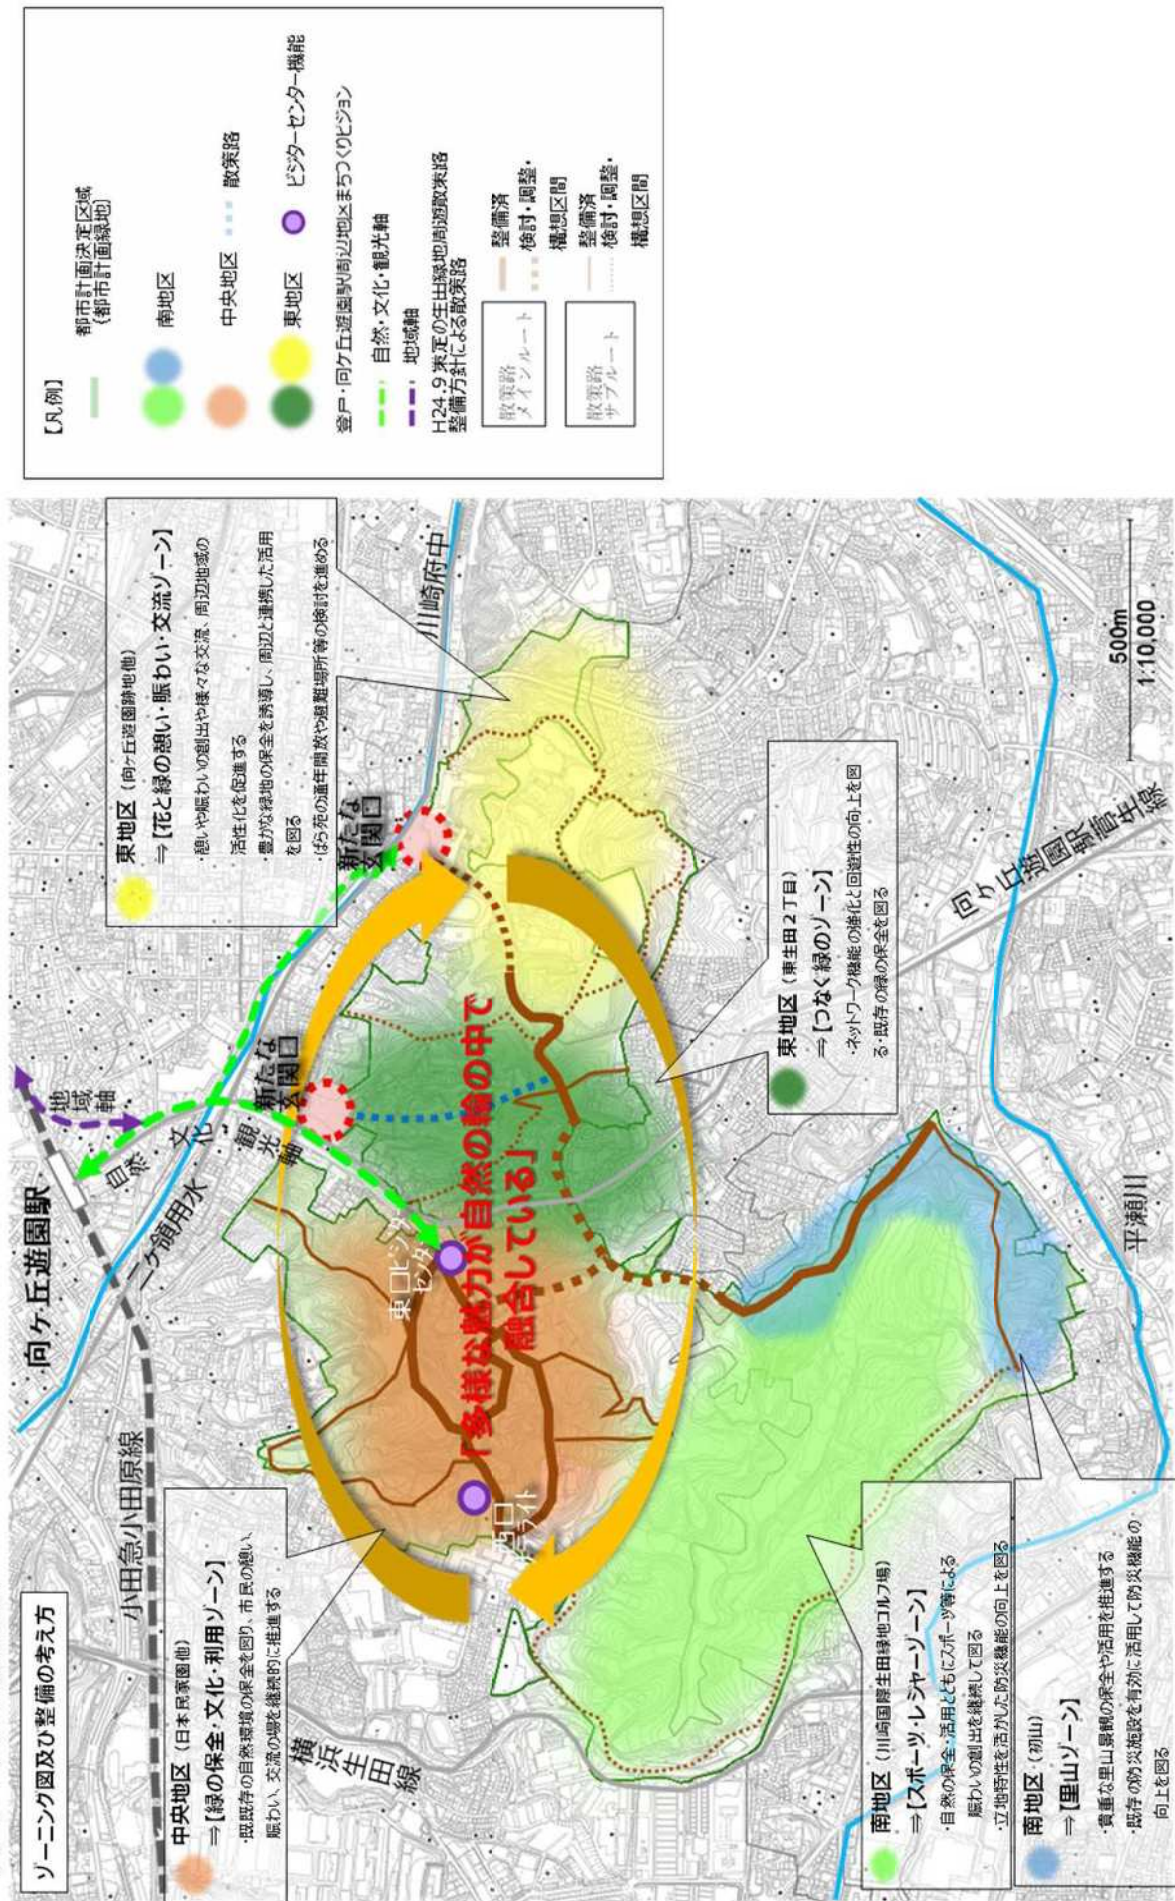 ゾーニング図及び整備の考え方
向ケ丘遊園駅
小田急小田原線
二ケ領用水
地域
軸
自然
文化
・観光
軸
新たな
玄関口
新たな
玄関口
川崎府中
横浜生田線
東口ビジター
センター
西口
サテライト
「多様な魅力が自然の輪の中で
融合している」
向ケ丘遊園駅菅生線
平瀬川
500m
1:10,000
中央地区（日本民家園他）
⇒【緑の保全・文化・利用ゾーン】
・既既存の自然環境の保全を図り、市民の憩い、
賑わい、交流の場を継続的に推進する
東地区（向ヶ丘遊園跡地他）
⇒【花と緑の憩い・賑わい・交流ゾーン】
・憩いや賑わいの創出や様々な交流、周辺地域の
活性化を促進する
・豊かな緑地の保全を誘導し、周辺と連携した活用
を図る
・ばら苑の通年開放や避難場所等の検討を進める
東地区（東生田２丁目）
⇒【つなぐ緑のゾーン】
・ネットワーク機能の強化と回遊性の向上を図
る・既存の緑の保全を図る
南地区（川崎国際生田緑地ゴルフ場）
⇒【スポーツ・レジャーゾーン】
・自然の保全・活用とともにスポーツ等による
賑わいの創出を継続して図る
・立地特性を活かした防災機能の向上を図る
南地区（初山）
⇒【里山ゾーン】
・貴重な里山景観の保全や活用を推進する
・既存の防災施設を有効に活用して防災機能の
向上を図る
【凡例】
都市計画決定区域
（都市計画緑地）
南地区
中央地区
散策路
東地区
ビジターセンター機能
登戸・向ケ丘遊園駅周辺地区まちづくりビジョン
自然・文化・観光軸
地域軸
H24.9策定の生田緑地周遊散策路
整備方針による散策路
散策路
メインルート
整備済
検討・調整・
構想区間
散策路
サブルート
整備済
検討・調整・
構想区間